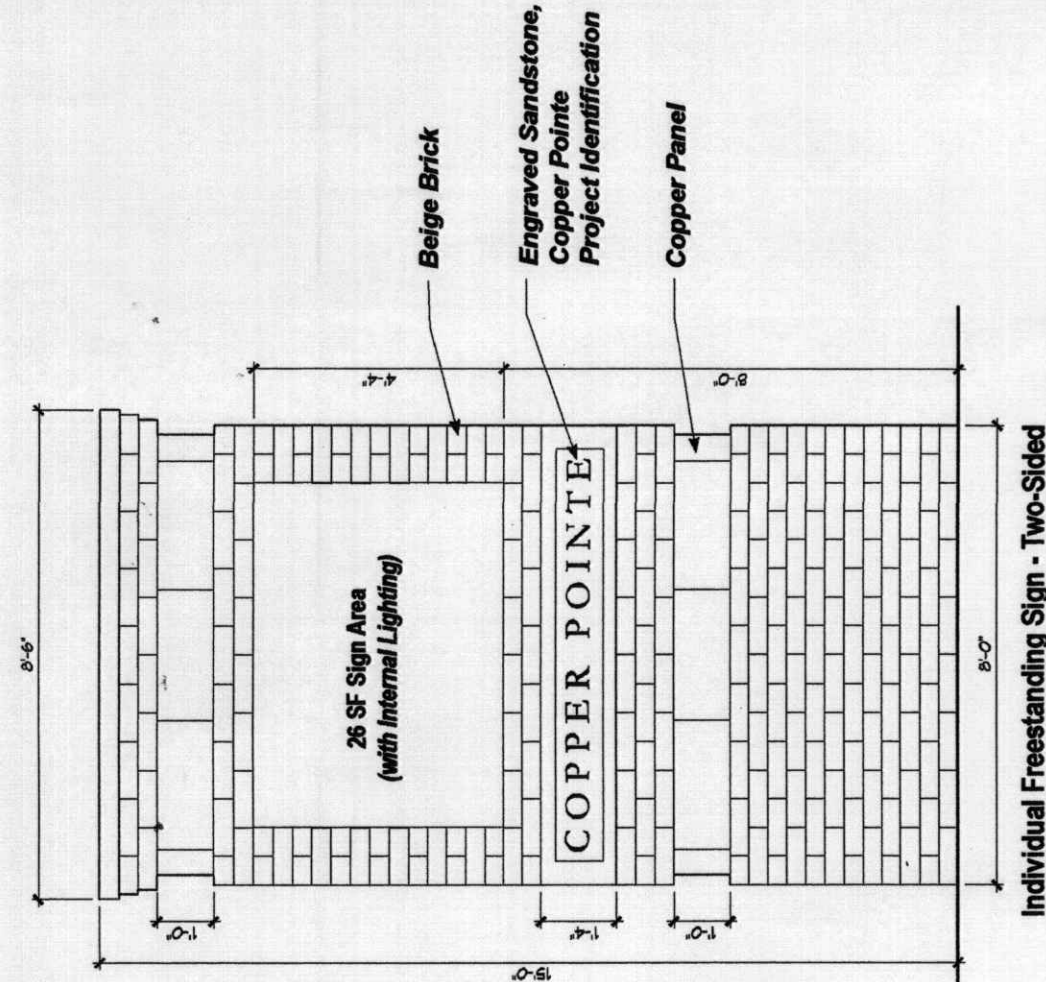 8'-6"
1'-0"
15'-0"
26 SF Sign Area
(with Internal Lighting)
4'-4"
Beige Brick
8'-0"
COPPER POINTE
1'-4"
Engraved Sandstone,
Copper Pointe
Project Identification
1'-0"
Copper Panel
8'-0"
Individual Freestanding Sign - Two-Sided